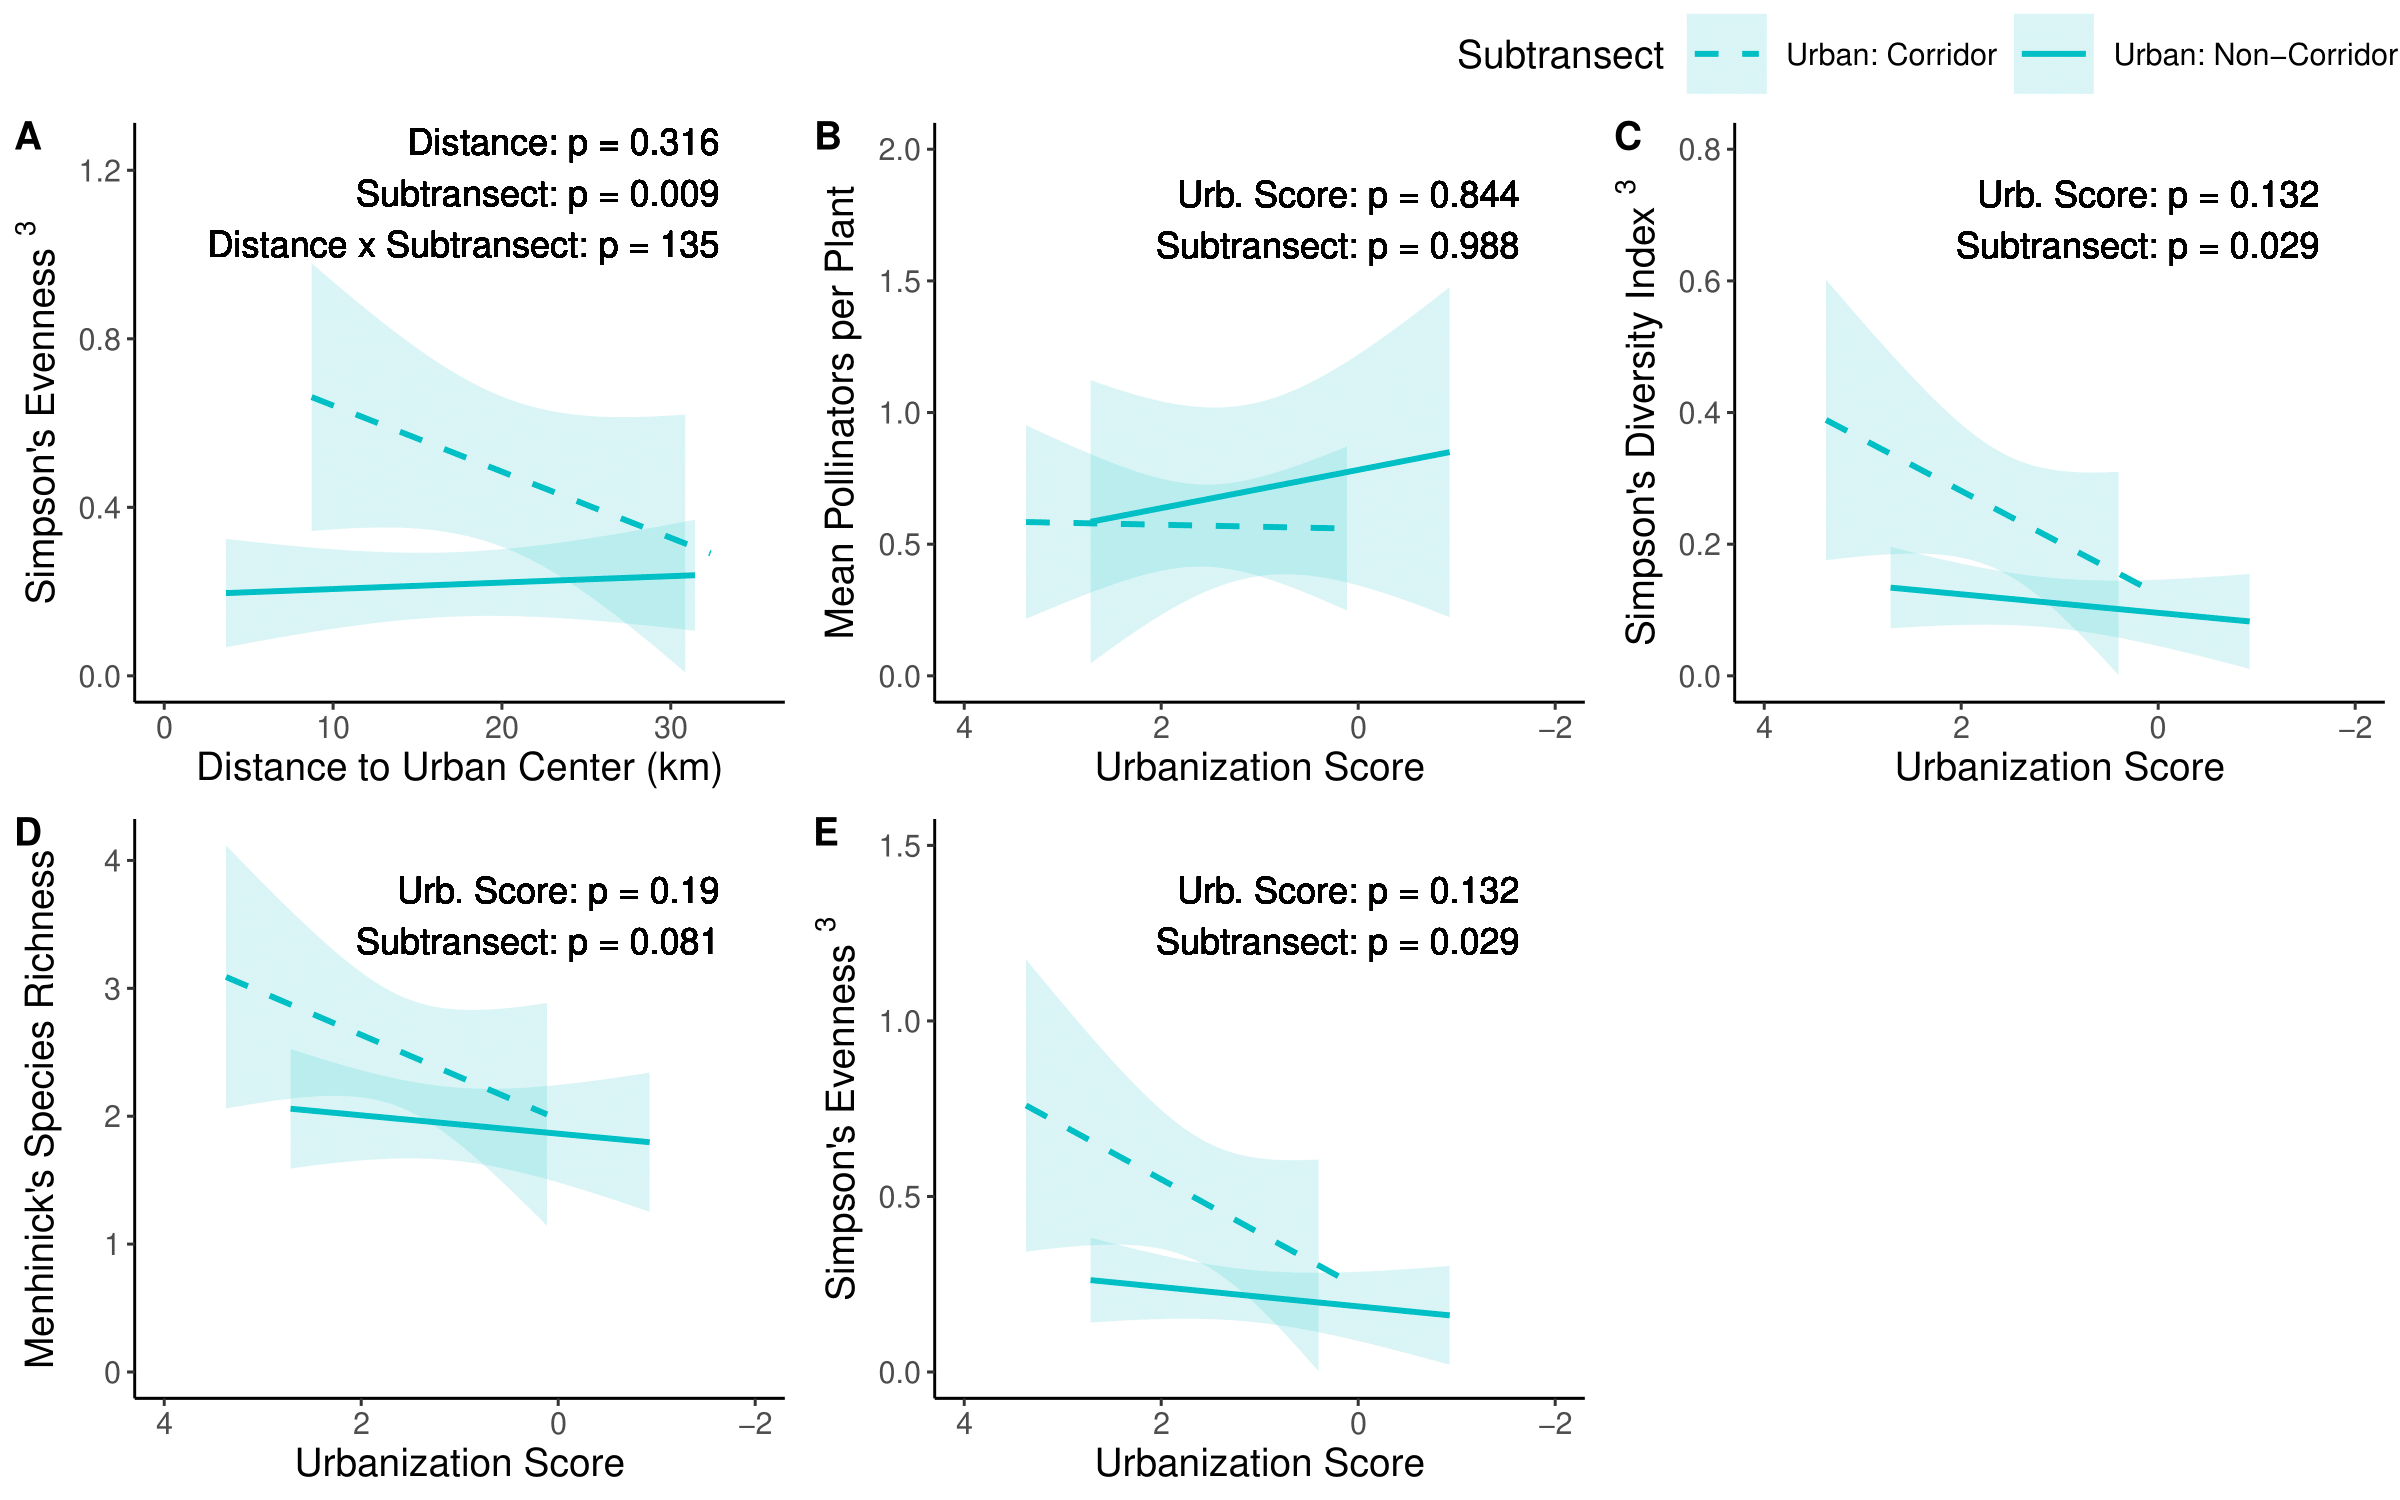 Subtransect Urban: Corridor Urban: Non−Corridor
A
Distance: p = 0.316
Subtransect: p = 0.009
Distance x Subtransect: p = 135
Simpson's Evenness 3
1.2
0.8
0.4
0.0
0 10 20 30
Distance to Urban Center (km)
B
Urb. Score: p = 0.844
Subtransect: p = 0.988
Mean Pollinators per Plant
2.0
1.5
1.0
0.5
0.0
4 2 0 −2
Urbanization Score
C
Urb. Score: p = 0.132
Subtransect: p = 0.029
Simpson's Diversity Index 3
0.8
0.6
0.4
0.2
0.0
4 2 0 −2
Urbanization Score
D
Urb. Score: p = 0.19
Subtransect: p = 0.081
Menhinick's Species Richness
4
3
2
1
0
4 2 0 −2
Urbanization Score
E
Urb. Score: p = 0.132
Subtransect: p = 0.029
Simpson's Evenness 3
1.5
1.0
0.5
0.0
4 2 0 −2
Urbanization Score